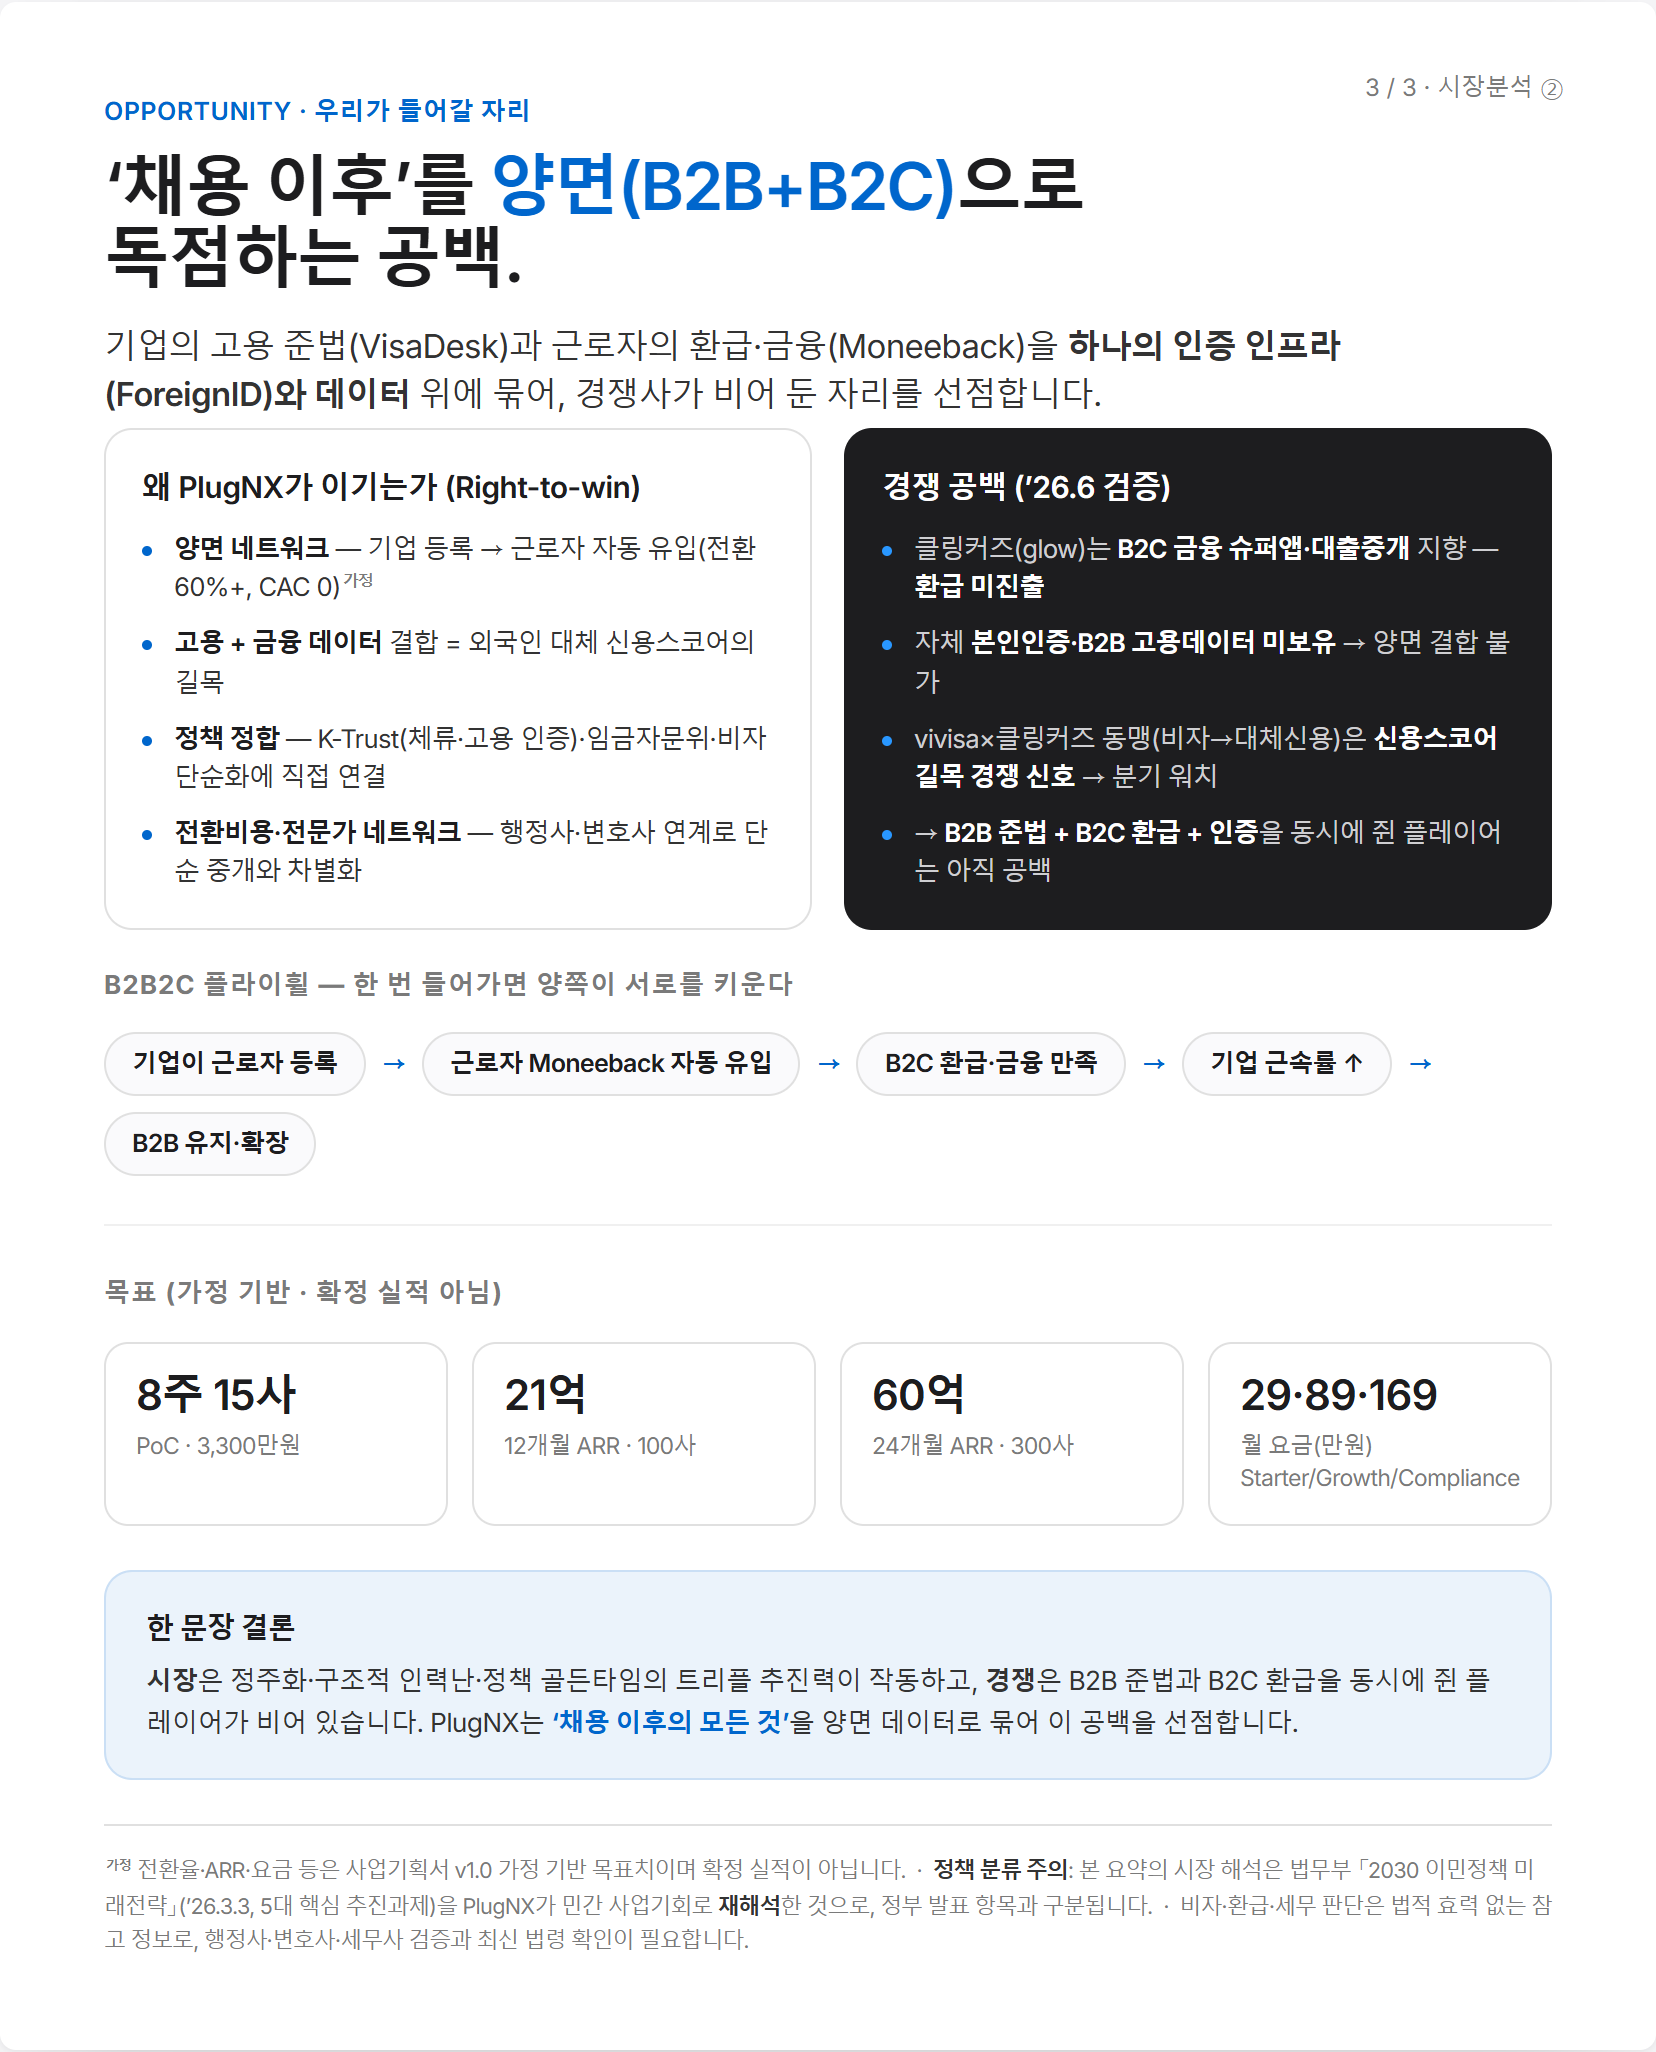 3 / 3 · 시장분석 ②
OPPORTUNITY · 우리가 들어갈 자리
‘채용 이후’를 양면(B2B+B2C)으로
독점하는 공백.
기업의 고용 준법(VisaDesk)과 근로자의 환급·금융(Moneeback)을 하나의 인증 인프라
(ForeignID)와 데이터 위에 묶어, 경쟁사가 비어 둔 자리를 선점합니다.
왜 PlugNX가 이기는가 (Right-to-win)
양면 네트워크 — 기업 등록 → 근로자 자동 유입(전환
60%+, CAC 0)가정
고용 + 금융 데이터 결합 = 외국인 대체 신용스코어의
길목
정책 정합 — K-Trust(체류·고용 인증)·임금자문위·비자
단순화에 직접 연결
전환비용·전문가 네트워크 — 행정사·변호사 연계로 단
순 중개와 차별화
경쟁 공백 (’26.6 검증)
클링커즈(glow)는 B2C 금융 슈퍼앱·대출중개 지향 —
환급 미진출
자체 본인인증·B2B 고용데이터 미보유 → 양면 결합 불
가
vivisa×클링커즈 동맹(비자→대체신용)은 신용스코어
길목 경쟁 신호 → 분기 워치
→ B2B 준법 + B2C 환급 + 인증을 동시에 쥔 플레이어
는 아직 공백
B2B2C 플라이휠 — 한 번 들어가면 양쪽이 서로를 키운다
기업이 근로자 등록 → 근로자 Moneeback 자동 유입 → B2C 환급·금융 만족 → 기업 근속률 ↑ →
B2B 유지·확장
목표 (가정 기반 · 확정 실적 아님)
8주 15사
PoC · 3,300만원
21억
12개월 ARR · 100사
60억
24개월 ARR · 300사
29·89·169
월 요금(만원)
Starter/Growth/Compliance
한 문장 결론
시장은 정주화·구조적 인력난·정책 골든타임의 트리플 추진력이 작동하고, 경쟁은 B2B 준법과 B2C 환급을 동시에 쥔 플
레이어가 비어 있습니다. PlugNX는 ‘채용 이후의 모든 것’을 양면 데이터로 묶어 이 공백을 선점합니다.
가정 전환율·ARR·요금 등은 사업기획서 v1.0 가정 기반 목표치이며 확정 실적이 아닙니다. · 정책 분류 주의: 본 요약의 시장 해석은 법무부 「2030 이민정책 미
래전략」(’26.3.3, 5대 핵심 추진과제)을 PlugNX가 민간 사업기회로 재해석한 것으로, 정부 발표 항목과 구분됩니다. · 비자·환급·세무 판단은 법적 효력 없는 참
고 정보로, 행정사·변호사·세무사 검증과 최신 법령 확인이 필요합니다.